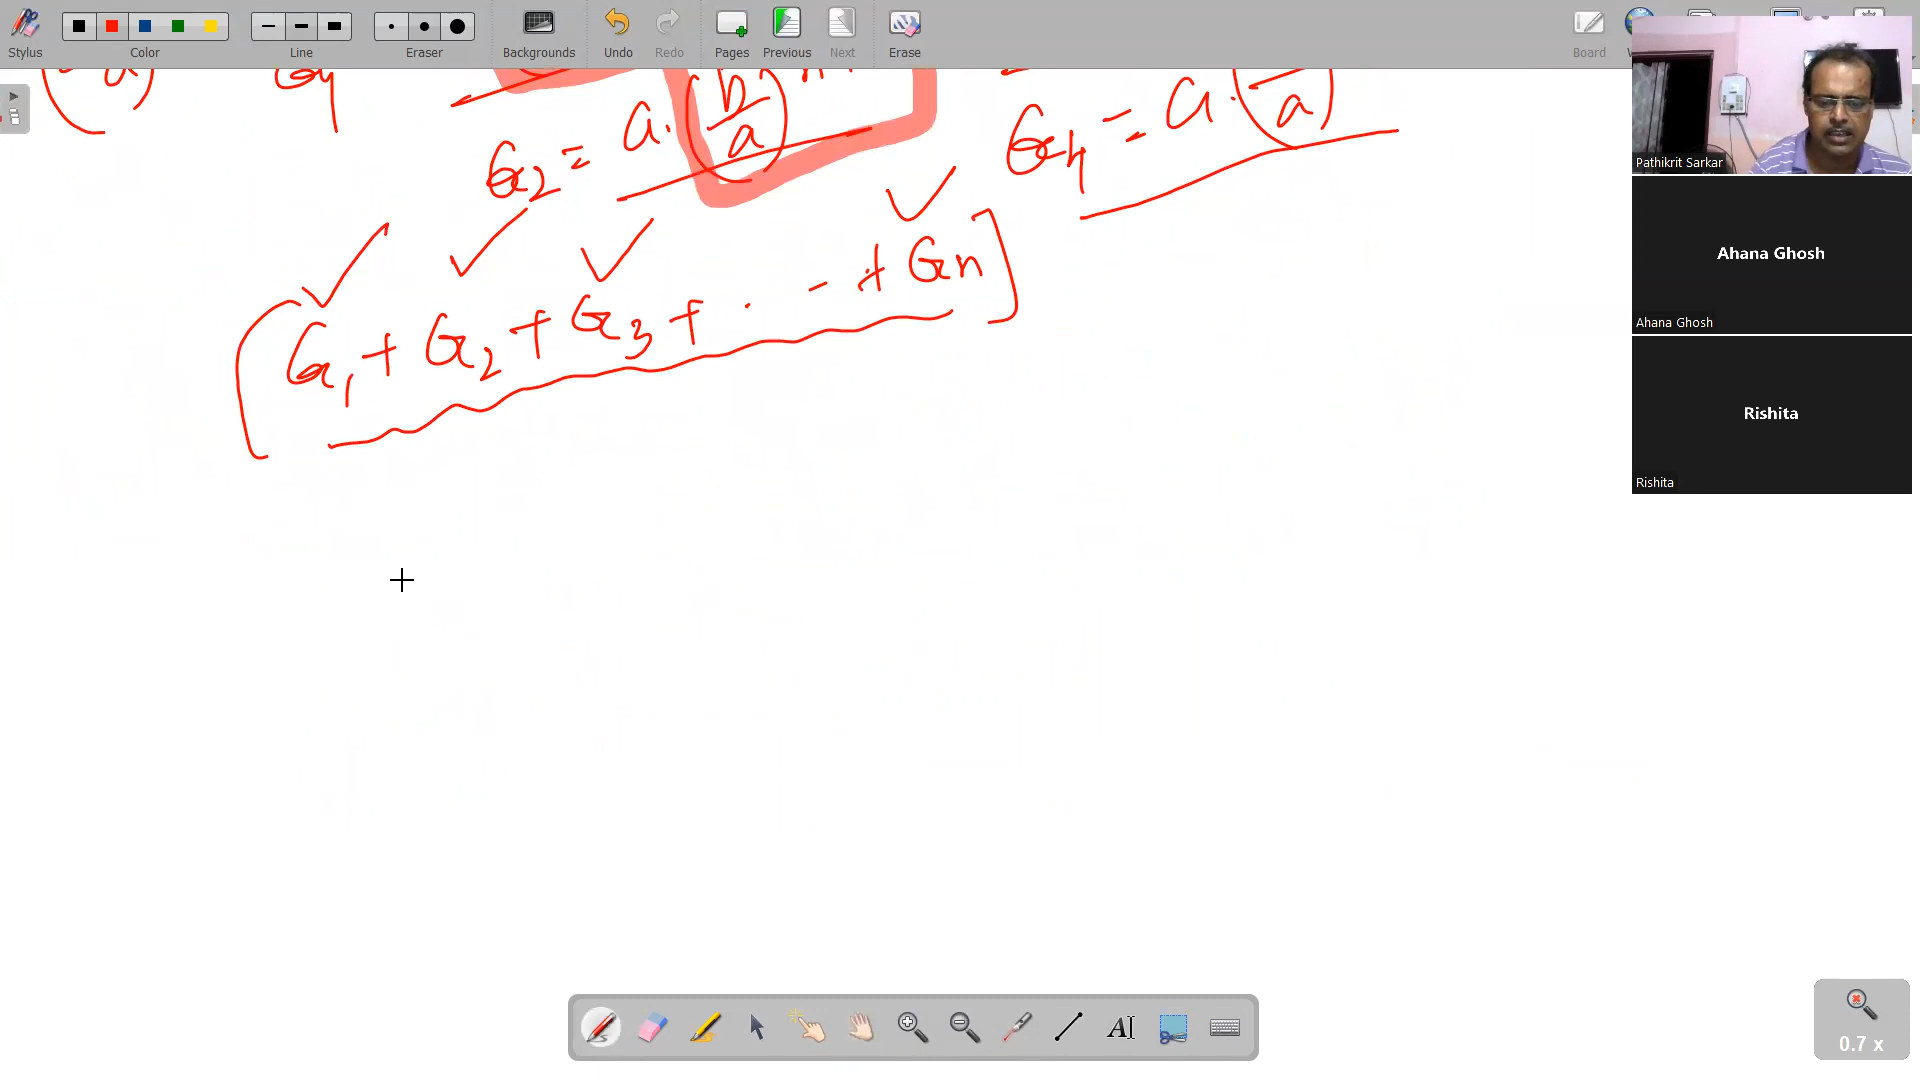 Stylus
Color
Line
Eraser
Backgrounds
Undo
Redo
Pages
Previous
Next
Erase
Board
G4
G2 = a.(b/a)
G4 = a.( /a)
[G1 + G2 + G3 + . . - + Gn]
Pathikrit Sarkar
Ahana Ghosh
Ahana Ghosh
Rishita
Rishita
0.7 x